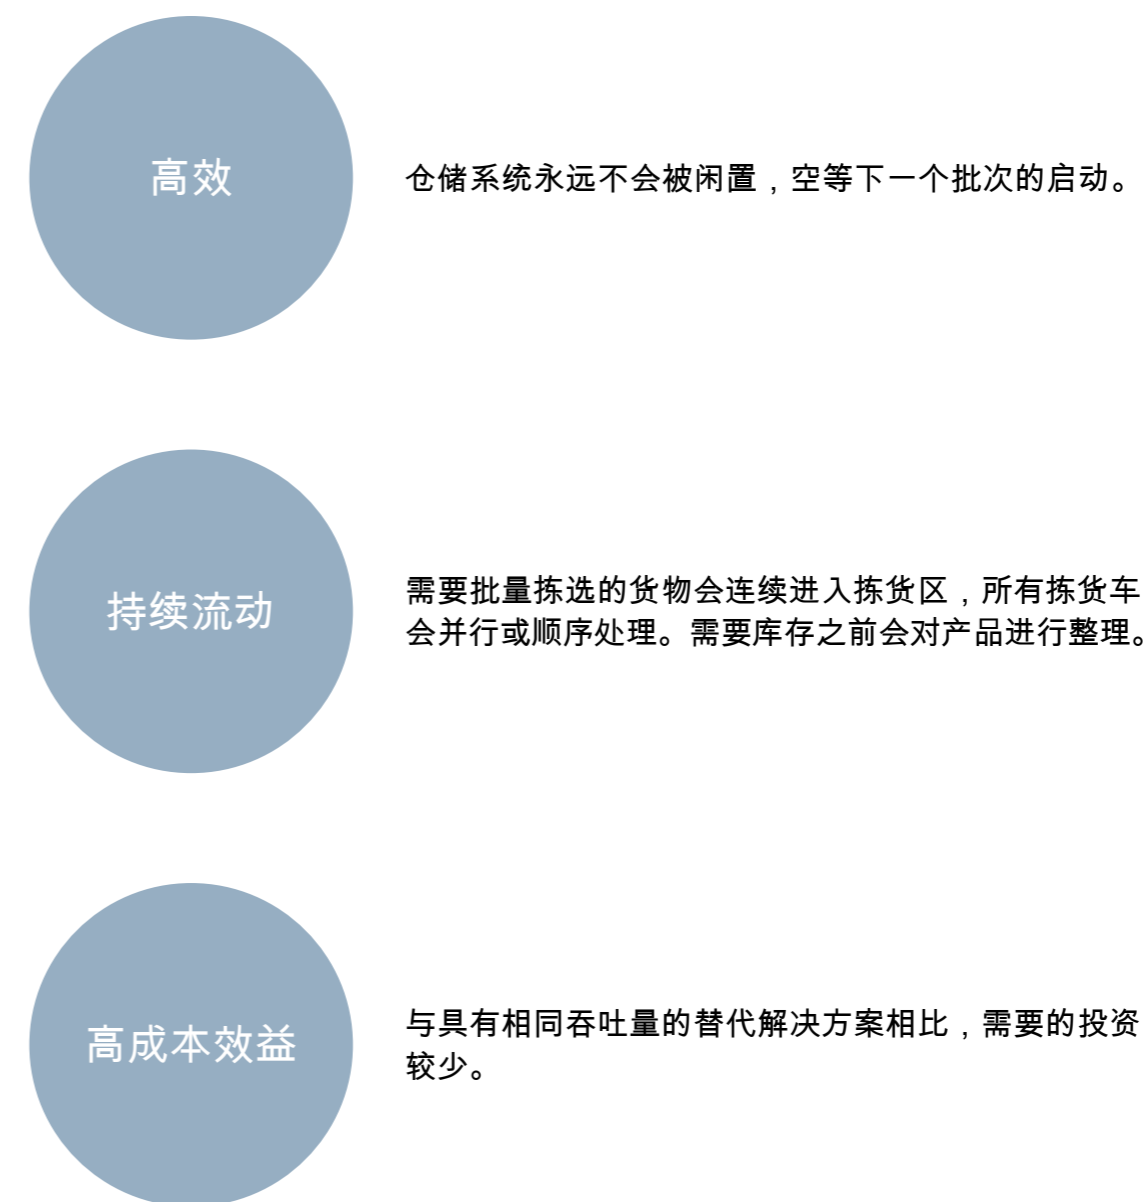 高效
仓储系统永远不会被闲置，空等下一个批次的启动。
持续流动
需要批量拣选的货物会连续进入拣货区，所有拣货车
会并行或顺序处理。需要库存之前会对产品进行整理。
高成本效益
与具有相同吞吐量的替代解决方案相比，需要的投资
较少。